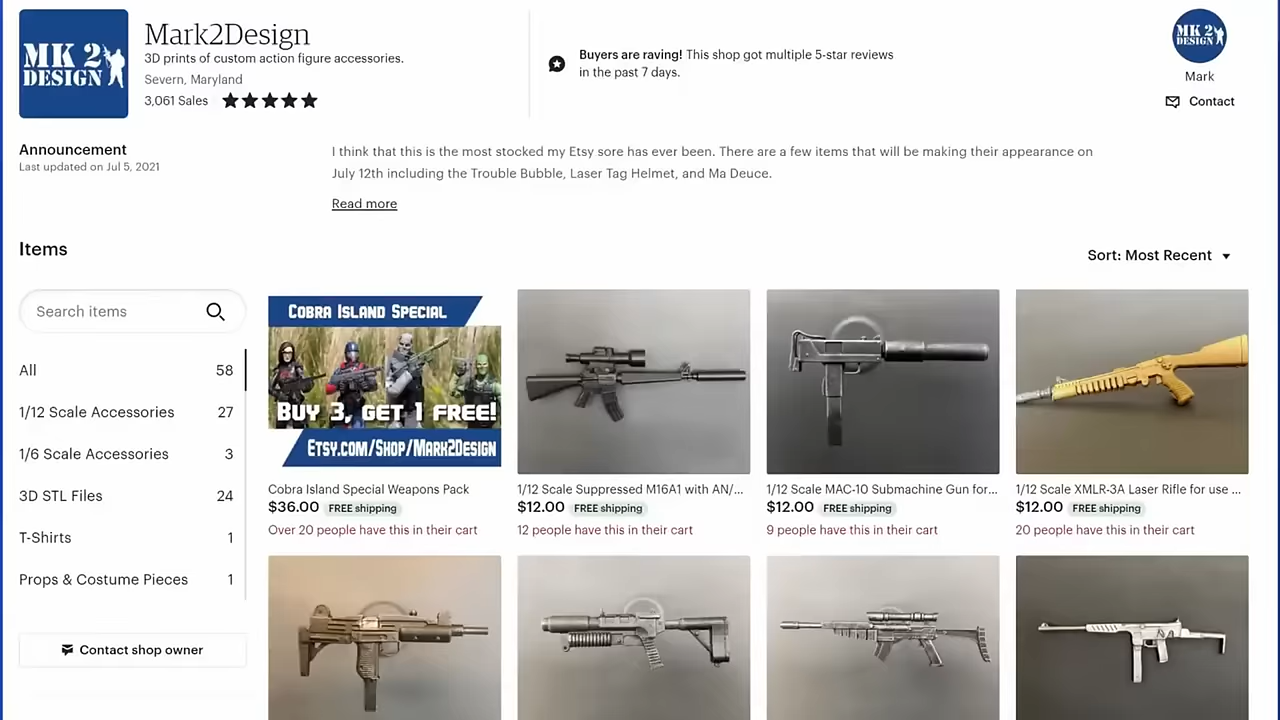 MK 2
DESIGN
Mark2Design
3D prints of custom action figure accessories.
Severn, Maryland
3,061 Sales
Buyers are raving! This shop got multiple 5-star reviews
in the past 7 days.
MK 2
DESIGN
Mark
Contact
Announcement
Last updated on Jul 5, 2021
I think that this is the most stocked my Etsy sore has ever been. There are a few items that will be making their appearance on
July 12th including the Trouble Bubble, Laser Tag Helmet, and Ma Deuce.
Read more
Items
Sort: Most Recent
Search items
All 58
1/12 Scale Accessories 27
1/6 Scale Accessories 3
3D STL Files 24
T-Shirts 1
Props & Costume Pieces 1
Contact shop owner
Cobra Island Special
Buy 3, Get 1 Free!
Etsy.com/Shop/Mark2Design
Cobra Island Special Weapons Pack
$36.00 FREE shipping
Over 20 people have this in their cart
1/12 Scale Suppressed M16A1 with AN/...
$12.00 FREE shipping
12 people have this in their cart
1/12 Scale MAC-10 Submachine Gun for...
$12.00 FREE shipping
9 people have this in their cart
1/12 Scale XMLR-3A Laser Rifle for use ...
$12.00 FREE shipping
20 people have this in their cart